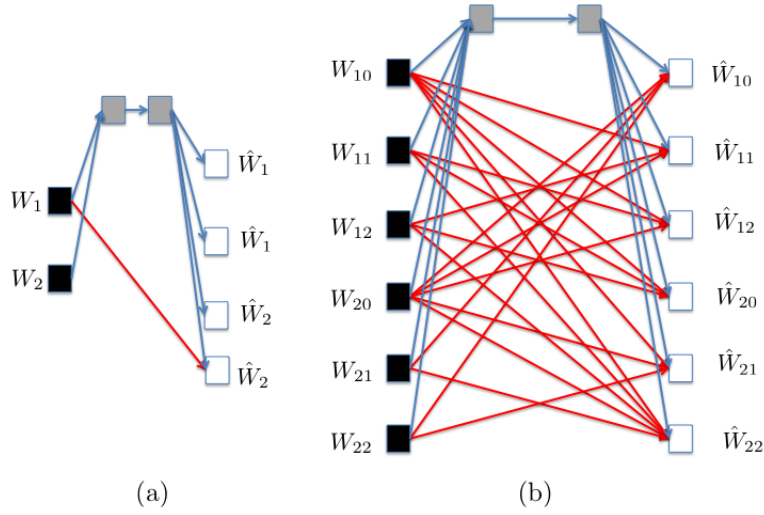 W₁
W₂
Ŵ₁
Ŵ₁
Ŵ₂
Ŵ₂
(a)
W₁₀
W₁₁
W₁₂
W₂₀
W₂₁
W₂₂
Ŵ₁₀
Ŵ₁₁
Ŵ₁₂
Ŵ₂₀
Ŵ₂₁
Ŵ₂₂
(b)